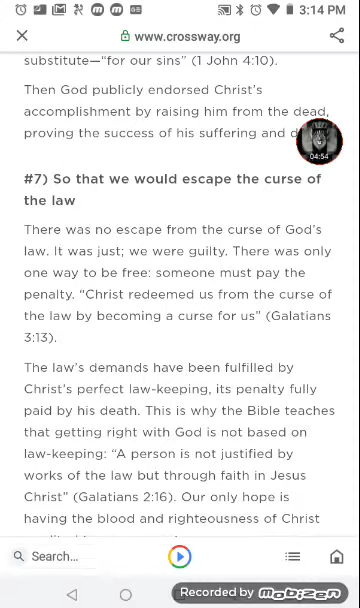 3:14 PM
www.crossway.org
substitute—“for our sins” (1 John 4:10).
Then God publicly endorsed Christ’s
accomplishment by raising him from the dead,
proving the success of his suffering and
04:54
#7) So that we would escape the curse of
the law
There was no escape from the curse of God’s
law. It was just; we were guilty. There was only
one way to be free: someone must pay the
penalty. “Christ redeemed us from the curse of
the law by becoming a curse for us” (Galatians
3:13).
The law’s demands have been fulfilled by
Christ’s perfect law-keeping, its penalty fully
paid by his death. This is why the Bible teaches
that getting right with God is not based on
law-keeping: “A person is not justified by
works of the law but through faith in Jesus
Christ” (Galatians 2:16). Our only hope is
having the blood and righteousness of Christ
Search...
Recorded by Mobizen